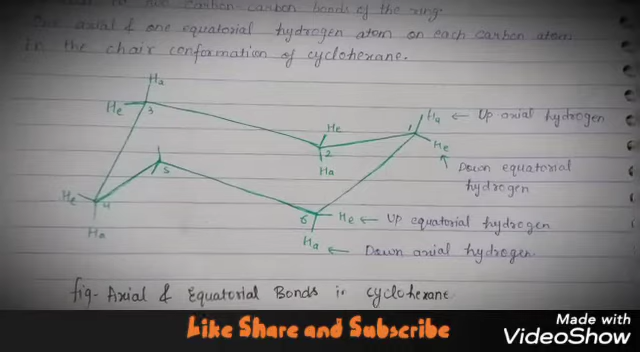 two carbon carbon bonds of the ring.
One axial & one equatorial hydrogen atom on each carbon atom
in the chair conformation of cyclohexane.
Ha
He 3
He
2
Ha
1 Ha ← Up axial hydrogen
He
Down equatorial
hydrogen
5
He 4
Ha
6 He ← Up equatorial hydrogen
Ha ← Down axial hydrogen.
fig- Axial & Equatorial Bonds in cyclohexane
Like Share and Subscribe
Made with
VideoShow